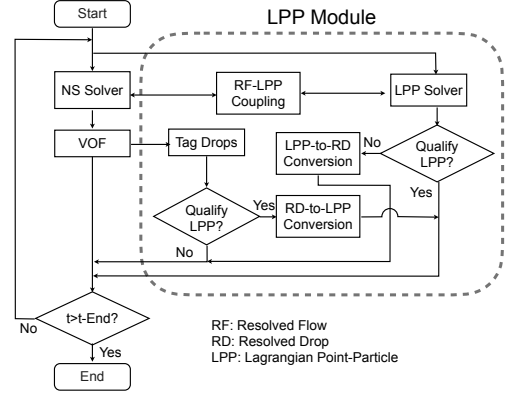 Start
LPP Module
NS Solver
RF-LPP
Coupling
LPP Solver
VOF
Tag Drops
LPP-to-RD
Conversion
No
Qualify
LPP?
Yes
Qualify
LPP?
Yes
RD-to-LPP
Conversion
No
t>t-End?
No
Yes
RF: Resolved Flow
RD: Resolved Drop
LPP: Lagrangian Point-Particle
End